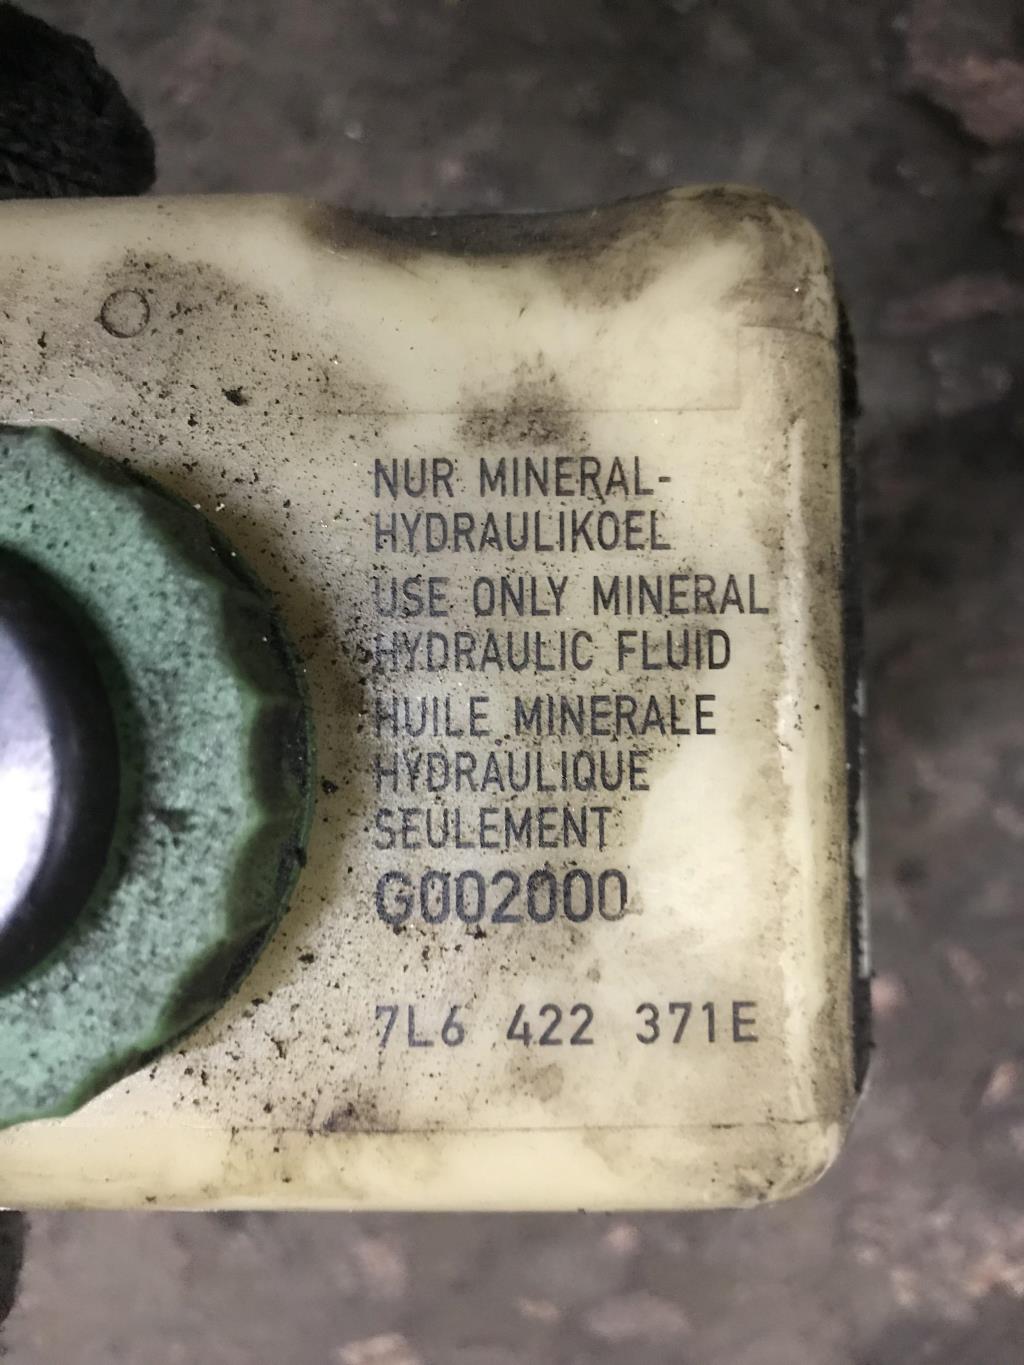 NUR MINERAL-
HYDRAULIKOEL
USE ONLY MINERAL
HYDRAULIC FLUID
HUILE MINERALE
HYDRAULIQUE
SEULEMENT
G002000
7L6 422 371E